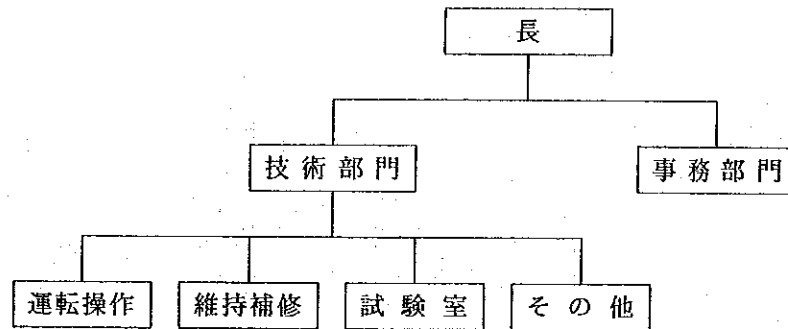 長
技術部門
事務部門
運転操作
維持補修
試験室
その他